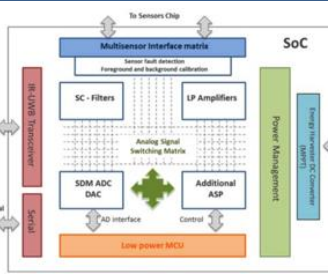 To Sensors Chip
SoC
Multisensor Interface matrix
Sensor fault detection
Foreground and background calibration
IR-UWB Transceiver
SC - Filters
LP Amplifiers
Analog Signal
Switching Matrix
Power Management
Energy Harvester DC Converter
(MPPT)
SDM ADC
DAC
Additional
ASP
Serial
AD Interface
Control
Low power MCU